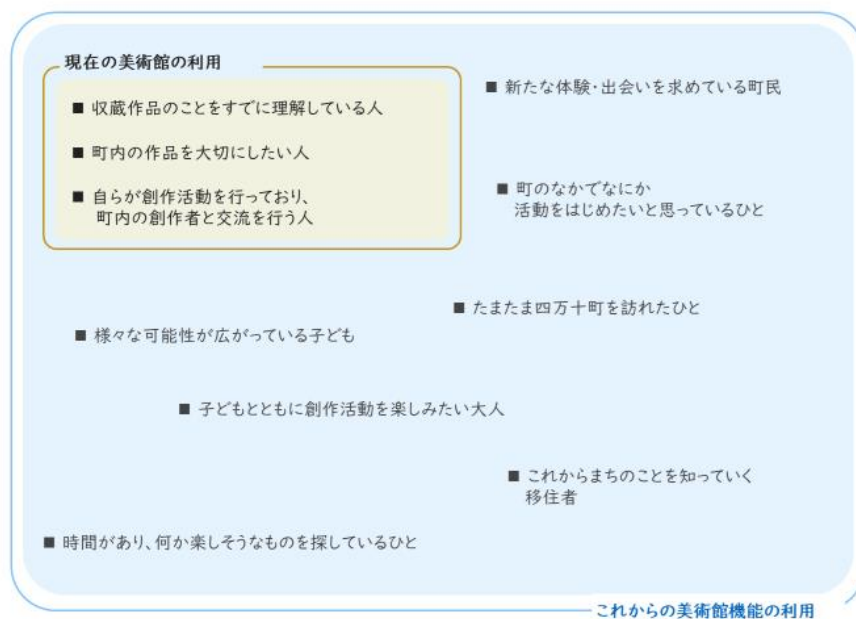 現在の美術館の利用
■ 収蔵作品のことをすでに理解している人
■ 町内の作品を大切にしたい人
■ 自らが創作活動を行っており、
町内の創作者と交流を行う人
■ 新たな体験・出会いを求めている町民
■ 町のなかでなにか
活動をはじめたいと思っているひと
■ たまたま四万十町を訪れたひと
■ 様々な可能性が広がっている子ども
■ 子どもとともに創作活動を楽しみたい大人
■ これからまちのことを知っていく
移住者
■ 時間があり、何か楽しそうなものを探しているひと
これからの美術館機能の利用